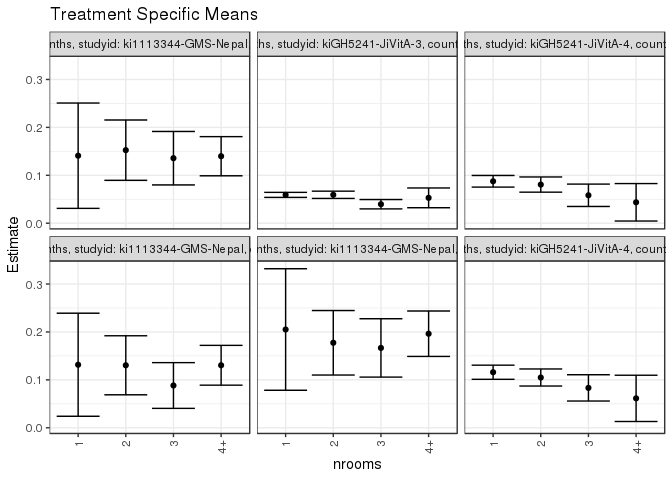 Treatment Specific Means
nths, studyid: ki1113344-GMS-Nepal,
ths, studyid: kiGH5241-JiVitA-3, count
ths, studyid: kiGH5241-JiVitA-4, count
0.3
0.2
0.1
0.0
nths, studyid: ki1113344-GMS-Nepal,
nths, studyid: ki1113344-GMS-Nepal,
ths, studyid: kiGH5241-JiVitA-4, count
0.3
0.2
0.1
0.0
Estimate
1 2 3 4+
1 2 3 4+
1 2 3 4+
nrooms